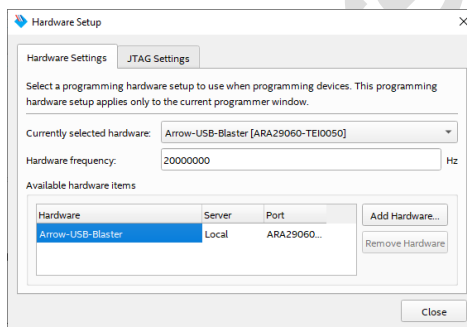 Hardware Setup
Hardware Settings
JTAG Settings
Select a programming hardware setup to use when programming devices. This programming
hardware setup applies only to the current programmer window.
Currently selected hardware: Arrow-USB-Blaster [ARA29060-TEI0050]
Hardware frequency: 20000000 Hz
Available hardware items
Hardware Server Port
Arrow-USB-Blaster Local ARA29060...
Add Hardware...
Remove Hardware
Close